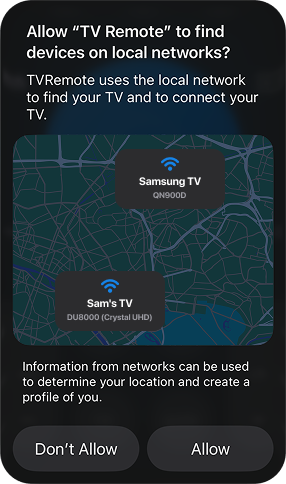 Allow “TV Remote” to find
devices on local networks?
TVRemote uses the local network
to find your TV and to connect your
TV.
Samsung TV
QN900D
Sam's TV
DU8000 (Crystal UHD)
Information from networks can be used
to determine your location and create a
profile of you.
Don’t Allow
Allow